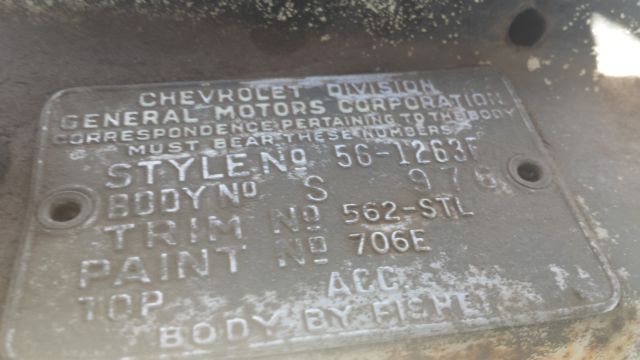 CHEVROLET DIVISION
GENERAL MOTORS CORPORATION
CORRESPONDENCE PERTAINING TO THE BODY
MUST BEAR THESE NUMBERS
STYLE NO 56-1263F
BODY NO S
TRIM NO 562-STL
PAINT NO 706E
TOP ACC.
BODY BY FISHER